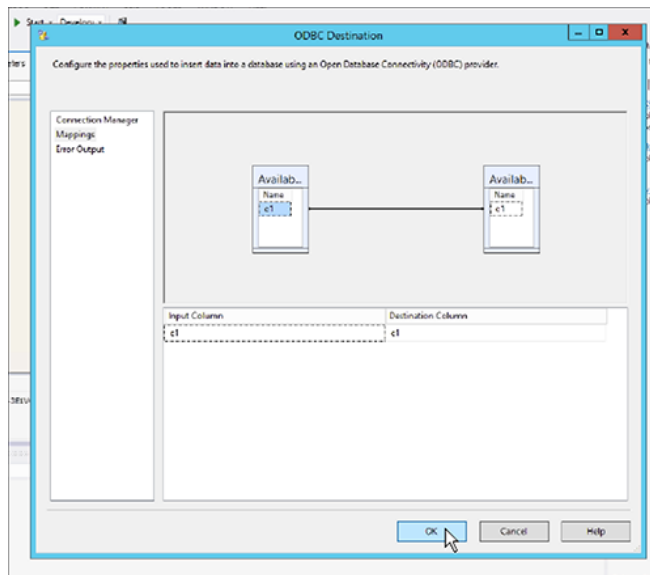 Start
Develop
ODBC Destination
Configure the properties used to insert data into a database using an Open Database Connectivity (ODBC) provider.
Connection Manager
Mappings
Error Output
Availab...
Name
c1
Availab...
Name
c1
Input Column
Destination Column
c1
c1
OK
Cancel
Help